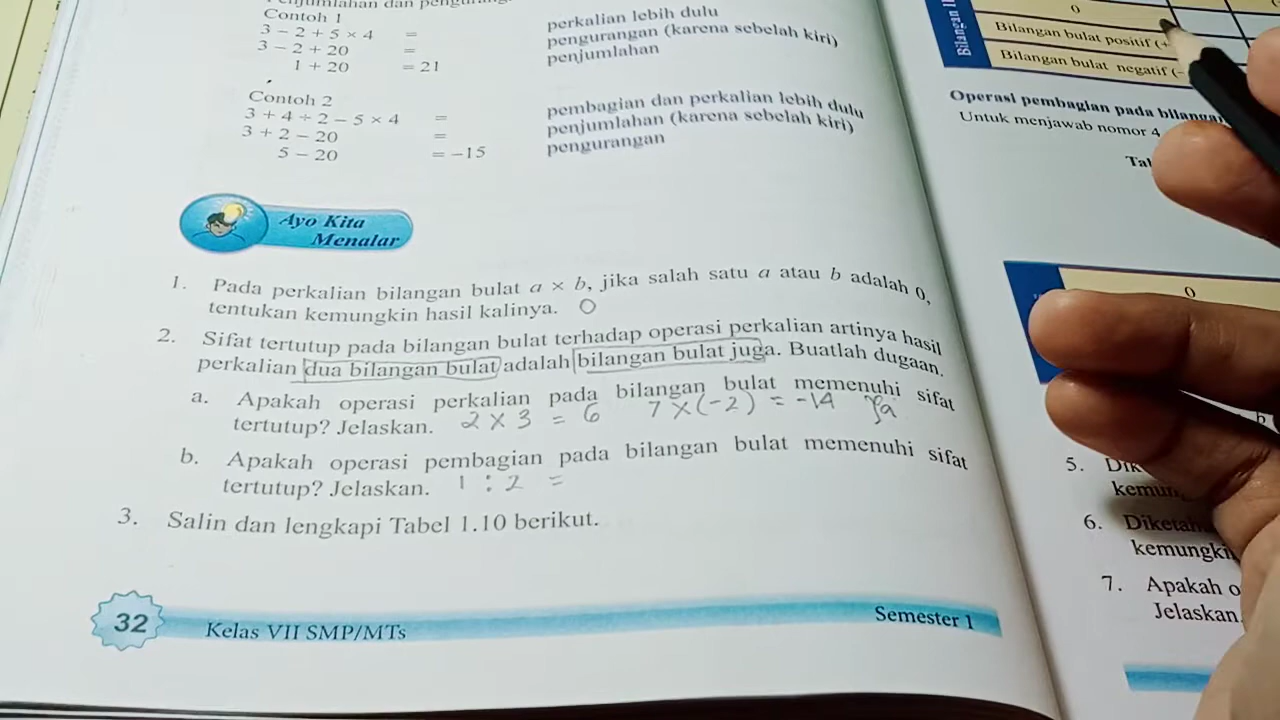 Contoh 1
3 − 2 + 5 × 4 = perkalian lebih dulu
3 − 2 + 20 = pengurangan (karena sebelah kiri)
1 + 20 = 21 penjumlahan
Contoh 2
3 + 4 ÷ 2 − 5 × 4 = pembagian dan perkalian lebih dulu
3 + 2 − 20 = penjumlahan (karena sebelah kiri)
5 − 20 = −15 pengurangan
Ayo Kita
Menalar
1. Pada perkalian bilangan bulat a × b, jika salah satu a atau b adalah 0,
tentukan kemungkinan hasil kalinya. 0
2. Sifat tertutup pada bilangan bulat terhadap operasi perkalian artinya hasil
perkalian dua bilangan bulat adalah bilangan bulat juga. Buatlah dugaan.
a. Apakah operasi perkalian pada bilangan bulat memenuhi sifat
tertutup? Jelaskan. 2 × 3 = 6 7 × (-2) = -14 Ya
b. Apakah operasi pembagian pada bilangan bulat memenuhi sifat
tertutup? Jelaskan. 1 : 2 =
3. Salin dan lengkapi Tabel 1.10 berikut.
32 Kelas VII SMP/MTs Semester 1
0
Bilangan bulat positif (+
Bilangan bulat negatif (−
Operasi pembagian pada bilangan
Untuk menjawab nomor 4
0
5.
6.
7. Apakah
Jelaskan.